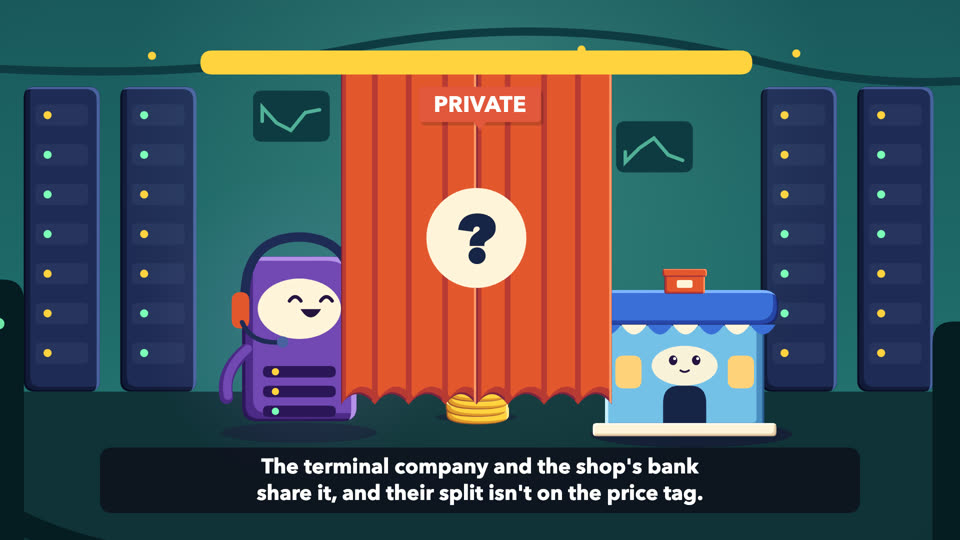 PRIVATE
?
The terminal company and the shop's bank
share it, and their split isn't on the price tag.